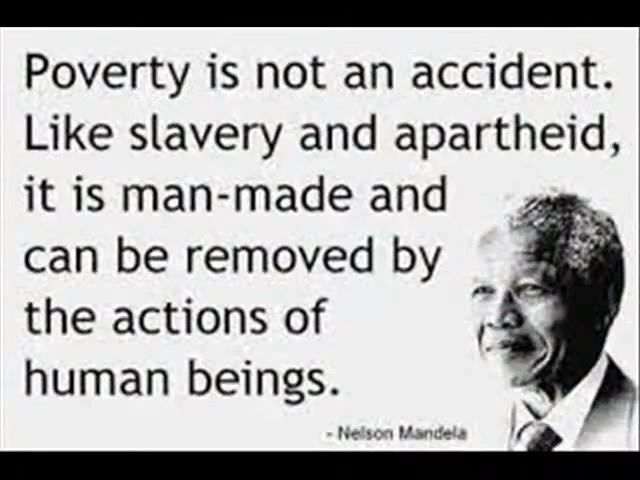 Poverty is not an accident.
Like slavery and apartheid,
it is man-made and
can be removed by
the actions of
human beings.
- Nelson Mandela